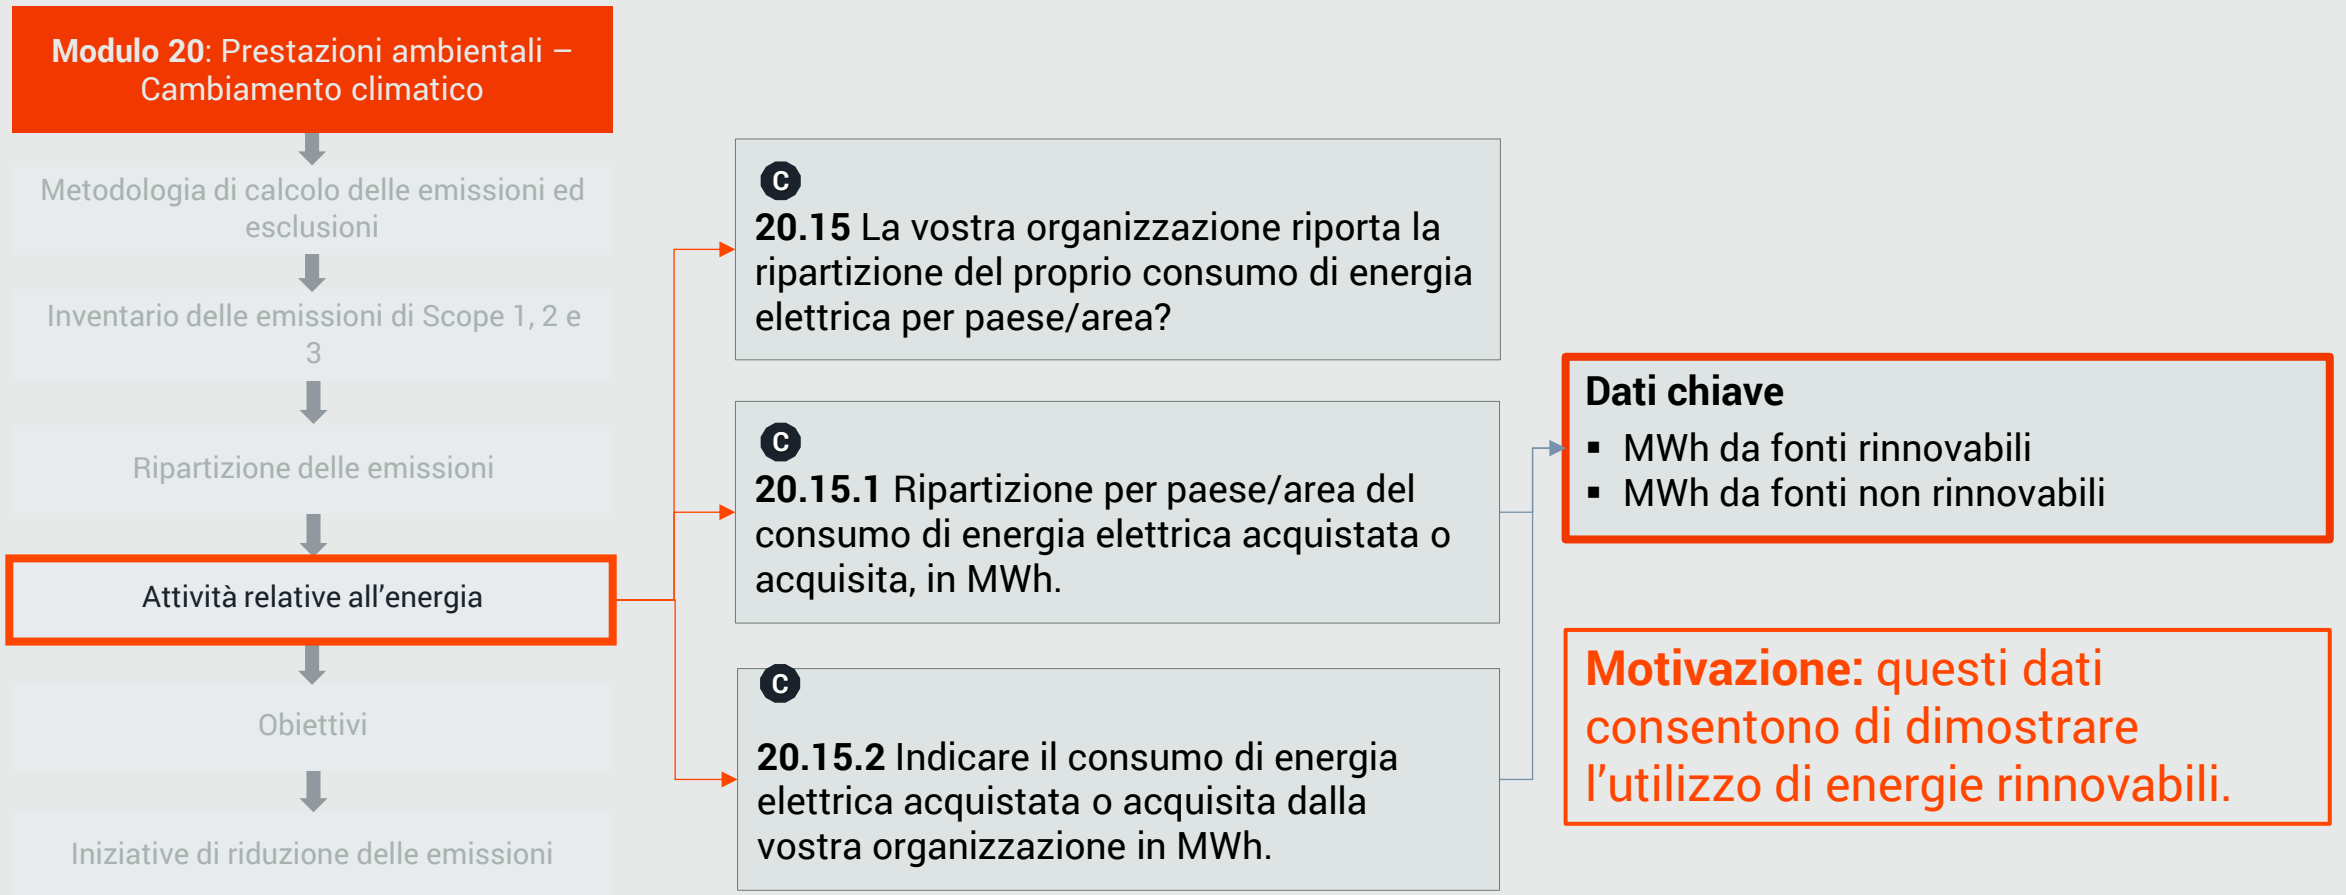 Modulo 20: Prestazioni ambientali –
Cambiamento climatico
Metodologia di calcolo delle emissioni ed
esclusioni
Inventario delle emissioni di Scope 1, 2 e
3
Ripartizione delle emissioni
Attività relative all'energia
Obiettivi
Iniziative di riduzione delle emissioni
C
20.15 La vostra organizzazione riporta la
ripartizione del proprio consumo di energia
elettrica per paese/area?
C
20.15.1 Ripartizione per paese/area del
consumo di energia elettrica acquistata o
acquisita, in MWh.
C
20.15.2 Indicare il consumo di energia
elettrica acquistata o acquisita dalla
vostra organizzazione in MWh.
Dati chiave
▪ MWh da fonti rinnovabili
▪ MWh da fonti non rinnovabili
Motivazione: questi dati
consentono di dimostrare
l'utilizzo di energie rinnovabili.